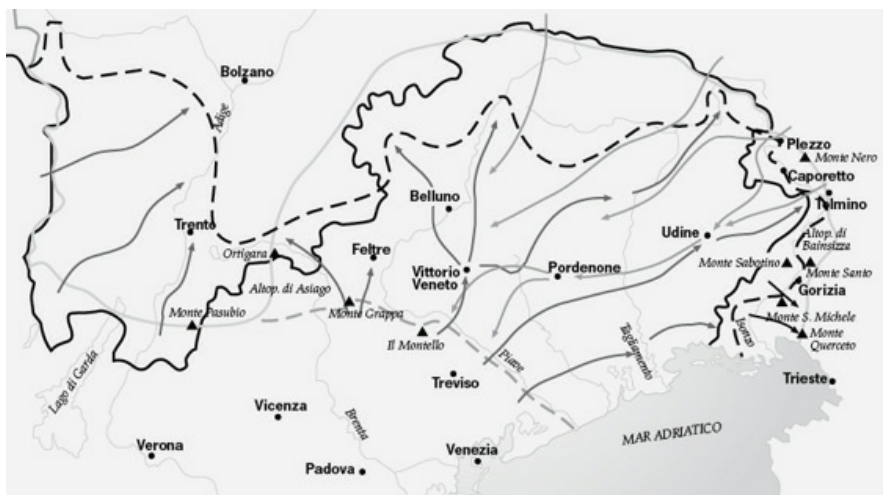 Bolzano
Adige
Plezzo
Monte Nero
Caporetto
Tolmino
Belluno
Trento
Ortigara
Feltre
Udine
Altop. di
Bainsizza
Altop. di Asiago
Vittorio
Veneto
Pordenone
Monte Sabotino
Monte Santo
Gorizia
Monte Pasubio
Monte Grappa
Monte S. Michele
Il Montello
Piave
Tagliamento
Isonzo
Monte
Querceto
Lago di Garda
Treviso
Trieste
Vicenza
Brenta
MAR ADRIATICO
Verona
Padova
Venezia